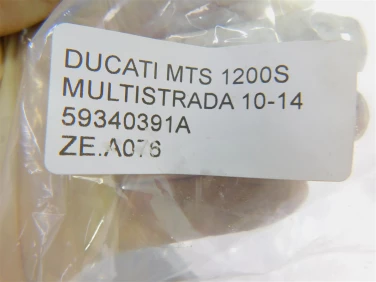 DUCATI MTS 1200S
MULTISTRADA 10-14
59340391A
ZE.A076